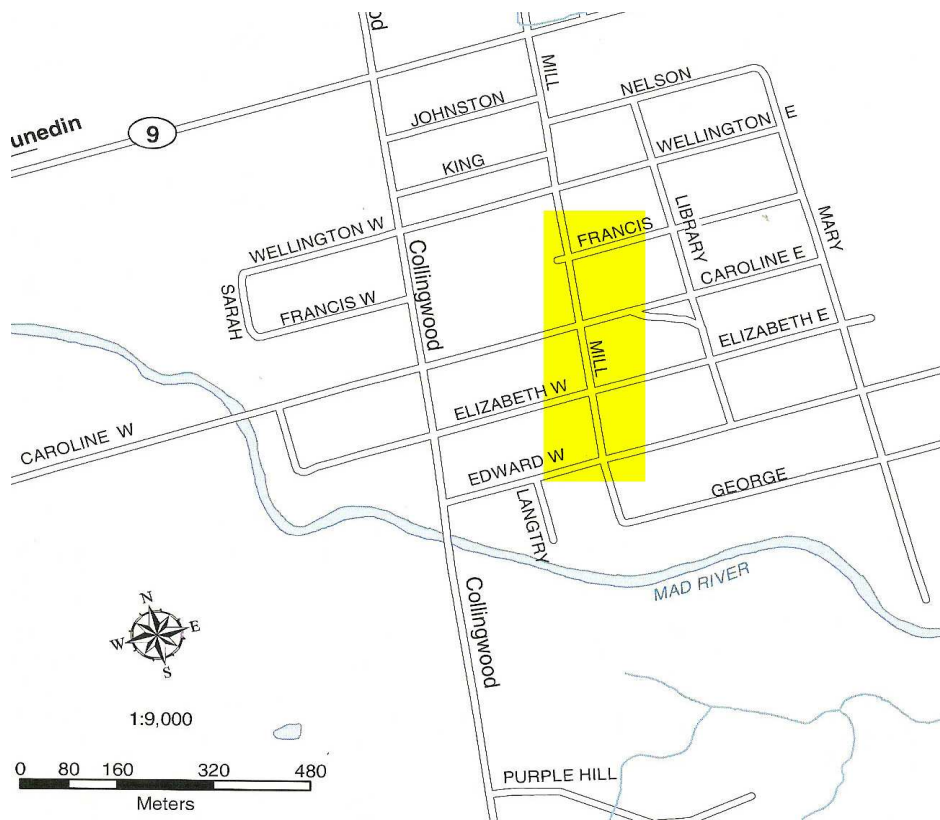 od
MILL
NELSON
JOHNSTON
unedin
9
WELLINGTON E
KING
LIBRARY
MARY
FRANCIS
WELLINGTON W
Collingwood
CAROLINE E
SARAH
FRANCIS W
ELIZABETH E
MILL
ELIZABETH W
CAROLINE W
EDWARD W
GEORGE
LANGTRY
MAD RIVER
Collingwood
N
W E
S
1:9,000
0 80 160 320 480
Meters
PURPLE HILL